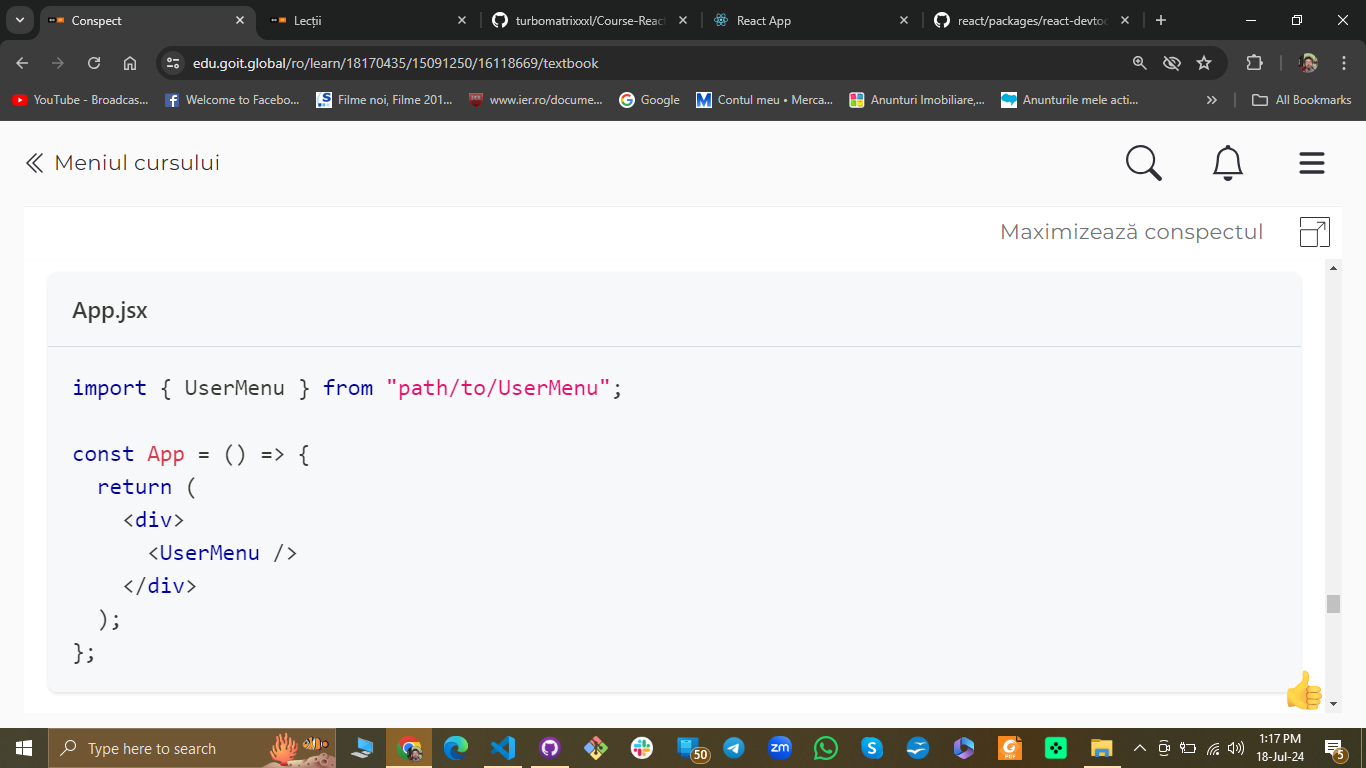 Conspect
Lecții
turbomatrixxxl/Course-Reac
React App
react/packages/react-devtoo
edu.goit.global/ro/learn/18170435/15091250/16118669/textbook
YouTube - Broadcas...
Welcome to Facebo...
Filme noi, Filme 201...
www.ier.ro/docume...
Google
Contul meu • Merca...
Anunturi Imobiliare,...
Anunturile mele acti...
All Bookmarks
Meniul cursului
Maximizează conspectul
App.jsx
import { UserMenu } from "path/to/UserMenu";
const App = () => {
return (
<div>
<UserMenu />
</div>
);
};
Type here to search
50
zm
PDF
1:17 PM
18-Jul-24
5